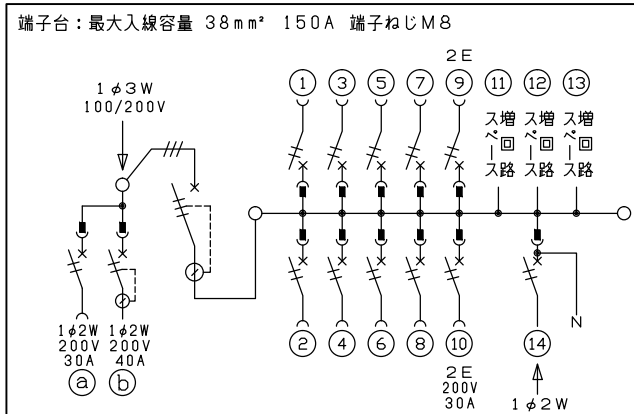 端子台:最大入線容量 38mm² 150A 端子ねじM8
1φ3W
100/200V
2E
1 3 5 7 9 11 12 13
増回路
スペース
増回路
スペース
増回路
スペース
2 4 6 8 10 14
N
1φ2W
200V
30A
a
1φ2W
200V
40A
b
2E
200V
30A
1φ2W